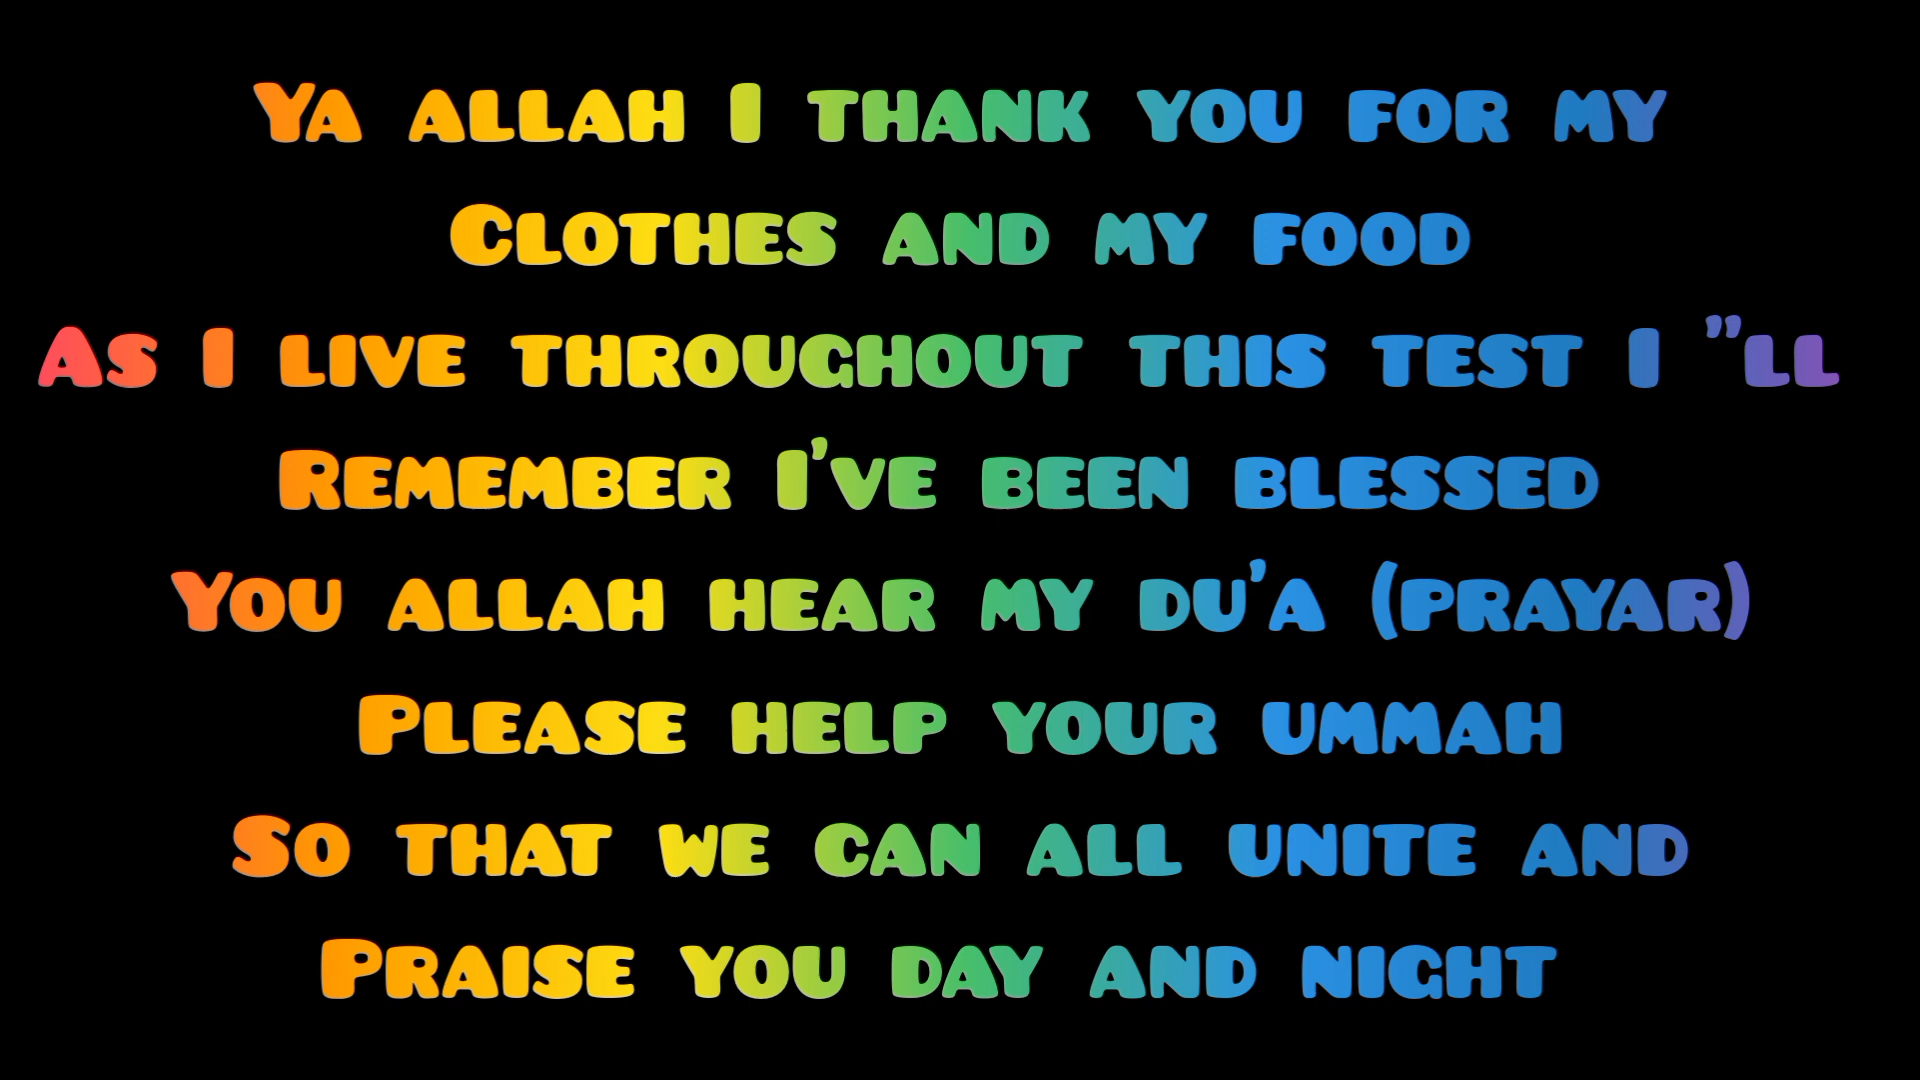 Ya allah I thank you for my
Clothes and my food
As I live throughout this test I "ll
Remember I've been blessed
You allah hear my du'a (prayar)
Please help your ummah
So that we can all unite and
Praise you day and night